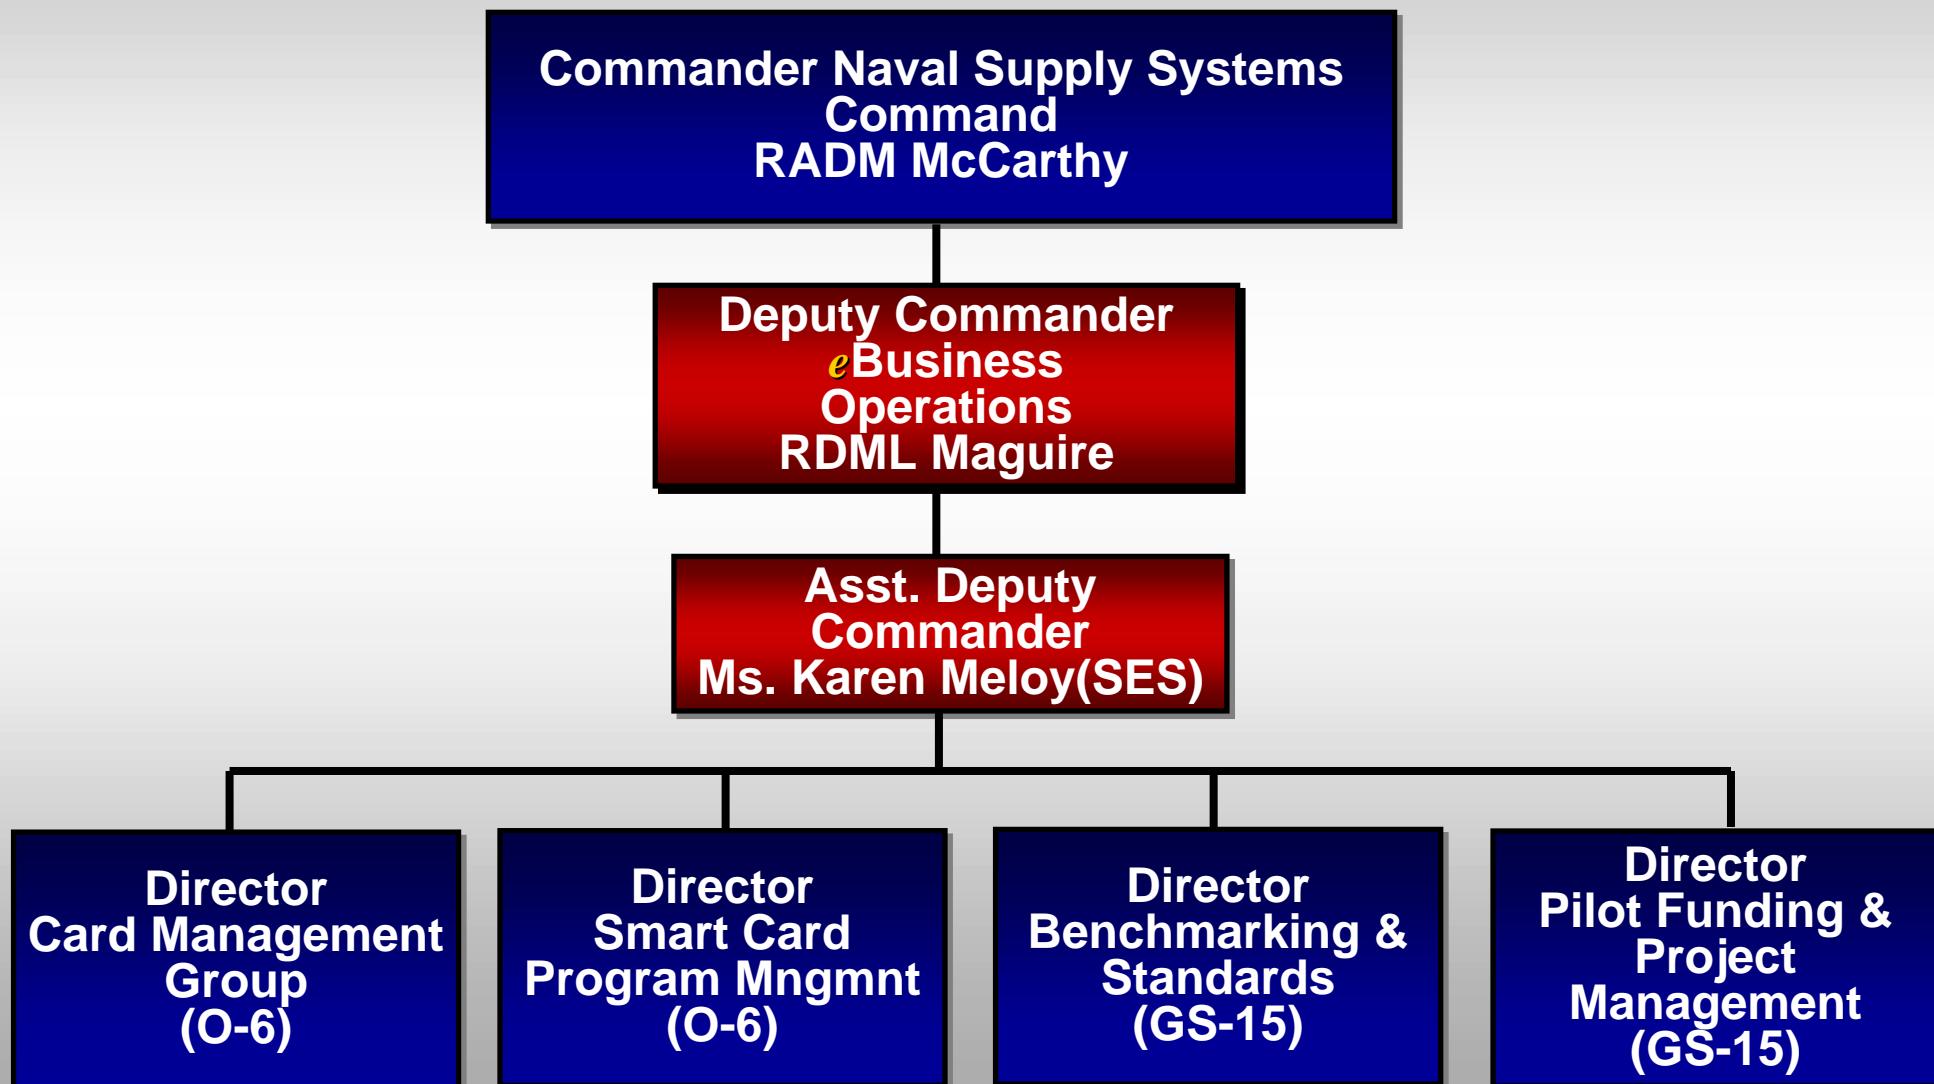 Commander Naval Supply Systems
Command
RADM McCarthy
Deputy Commander
eBusiness
Operations
RDML Maguire
Asst. Deputy
Commander
Ms. Karen Meloy(SES)
Director
Card Management
Group
(O-6)
Director
Smart Card
Program Mngmnt
(O-6)
Director
Benchmarking &
Standards
(GS-15)
Director
Pilot Funding &
Project
Management
(GS-15)